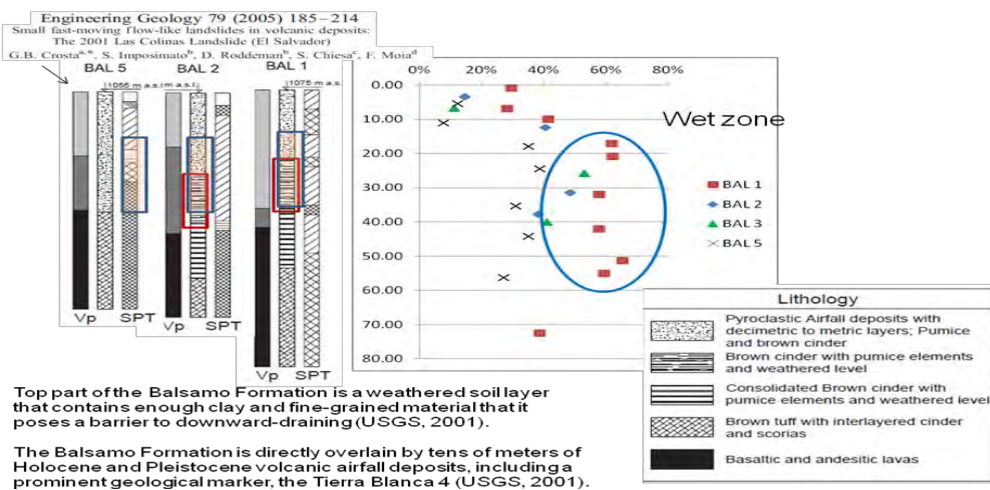 Engineering Geology 79 (2005) 185–214
Small fast-moving flow-like landslides in volcanic deposits:
The 2001 Las Colinas Landslide (El Salvador)
G.B. Crosta a,*, S. Imposimato b, D. Roddeman b, S. Chiesa c, F. Moia d
BAL 5
BAL 2
BAL 1
1056 m a.s.l.
m a.s.l.
1075 m a.s.l.
Vp
SPT
Vp
SPT
Vp
SPT
0%
20%
40%
60%
80%
0.00
10.00
20.00
30.00
40.00
50.00
60.00
70.00
80.00
Wet zone
BAL 1
BAL 2
BAL 3
BAL 5
Lithology
Pyroclastic Airfall deposits with
decimetric to metric layers; Pumice
and brown cinder
Brown cinder with pumice elements
and weathered level
Consolidated Brown cinder with
pumice elements and weathered level
Brown tuff with interlayered cinder
and scorias
Basaltic and andesitic lavas
Top part of the Balsamo Formation is a weathered soil layer
that contains enough clay and fine-grained material that it
poses a barrier to downward-draining (USGS, 2001).
The Balsamo Formation is directly overlain by tens of meters of
Holocene and Pleistocene volcanic airfall deposits, including a
prominent geological marker, the Tierra Blanca 4 (USGS, 2001).